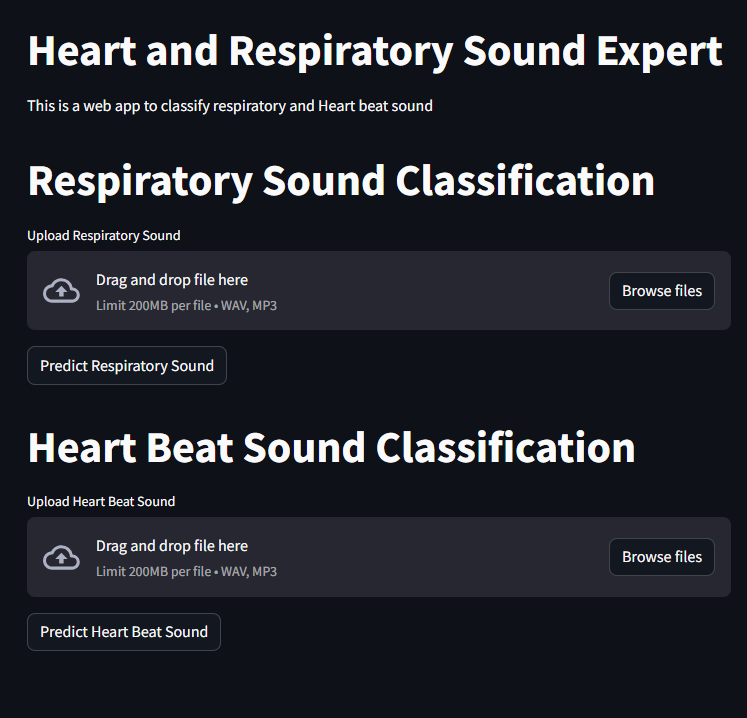 Heart and Respiratory Sound Expert
This is a web app to classify respiratory and Heart beat sound
Respiratory Sound Classification
Upload Respiratory Sound
Drag and drop file here
Limit 200MB per file • WAV, MP3
Browse files
Predict Respiratory Sound
Heart Beat Sound Classification
Upload Heart Beat Sound
Drag and drop file here
Limit 200MB per file • WAV, MP3
Browse files
Predict Heart Beat Sound